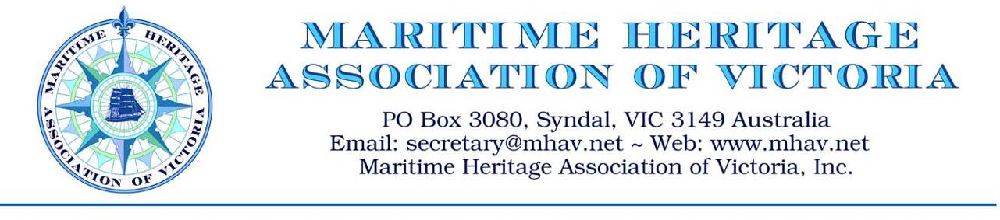 MARITIME HERITAGE
ASSOCIATION OF VICTORIA
MARITIME HERITAGE
ASSOCIATION OF VICTORIA
PO Box 3080, Syndal, VIC 3149 Australia
Email: secretary@mhav.net ~ Web: www.mhav.net
Maritime Heritage Association of Victoria, Inc.